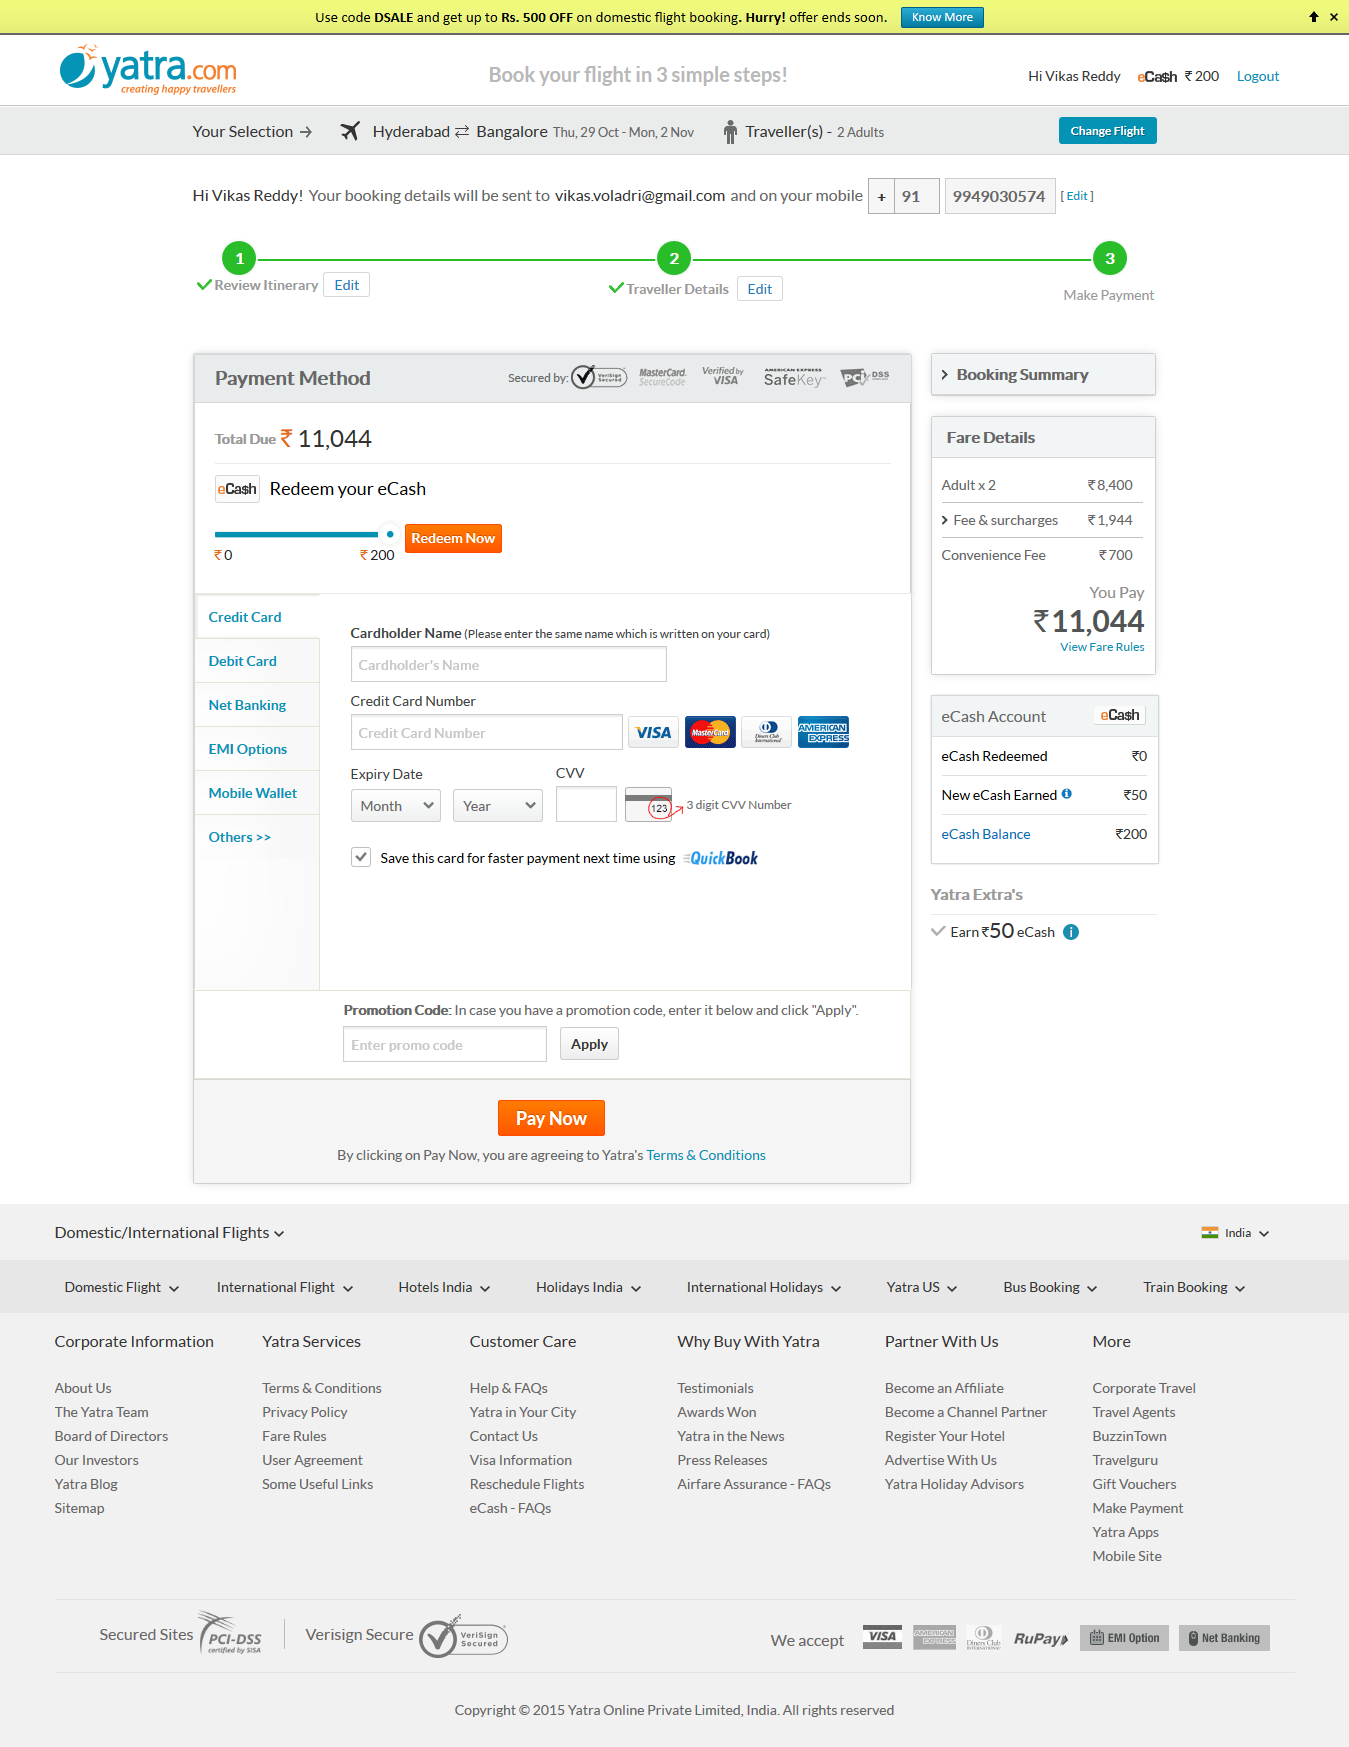 Use code DSALE and get up to Rs. 500 OFF on domestic flight booking. Hurry! offer ends soon. Know More
yatra.com
creating happy travellers
Book your flight in 3 simple steps!
Hi Vikas Reddy eCa$h ₹ 200 Logout
Your Selection → Hyderabad ⇄ Bangalore Thu, 29 Oct - Mon, 2 Nov Traveller(s) - 2 Adults Change Flight
Hi Vikas Reddy! Your booking details will be sent to vikas.voladri@gmail.com and on your mobile + 91 9949030574 [ Edit ]
1 2 3
Review Itinerary Edit
Traveller Details Edit
Make Payment
Payment Method
Secured by: VeriSign Secured MasterCard SecureCode Verified by VISA AMERICAN EXPRESS SafeKey PCI DSS
Total Due ₹ 11,044
eCa$h Redeem your eCash
Redeem Now
₹ 0 ₹ 200
Credit Card
Debit Card
Net Banking
EMI Options
Mobile Wallet
Others >>
Cardholder Name (Please enter the same name which is written on your card)
Cardholder's Name
Credit Card Number
Credit Card Number VISA MasterCard Diners Club International AMERICAN EXPRESS
Expiry Date CVV
Month Year 123 3 digit CVV Number
Save this card for faster payment next time using QuickBook
Promotion Code: In case you have a promotion code, enter it below and click "Apply".
Enter promo code Apply
Pay Now
By clicking on Pay Now, you are agreeing to Yatra's Terms & Conditions
Booking Summary
Fare Details
Adult x 2 ₹8,400
Fee & surcharges ₹1,944
Convenience Fee ₹700
You Pay
₹11,044
View Fare Rules
eCash Account eCa$h
eCash Redeemed ₹0
New eCash Earned i ₹50
eCash Balance ₹200
Yatra Extra's
Earn ₹50 eCash i
Domestic/International Flights India
Domestic Flight International Flight Hotels India Holidays India International Holidays Yatra US Bus Booking Train Booking
Corporate Information
About Us
The Yatra Team
Board of Directors
Our Investors
Yatra Blog
Sitemap
Yatra Services
Terms & Conditions
Privacy Policy
Fare Rules
User Agreement
Some Useful Links
Customer Care
Help & FAQs
Yatra in Your City
Contact Us
Visa Information
Reschedule Flights
eCash - FAQs
Why Buy With Yatra
Testimonials
Awards Won
Yatra in the News
Press Releases
Airfare Assurance - FAQs
Partner With Us
Become an Affiliate
Become a Channel Partner
Register Your Hotel
Advertise With Us
Yatra Holiday Advisors
More
Corporate Travel
Travel Agents
BuzzinTown
Travelguru
Gift Vouchers
Make Payment
Yatra Apps
Mobile Site
Secured Sites PCI-DSS certified by SISA Verisign Secure VeriSign Secured
We accept VISA AMERICAN EXPRESS Diners Club INTERNATIONAL RuPay EMI Option Net Banking
Copyright © 2015 Yatra Online Private Limited, India. All rights reserved